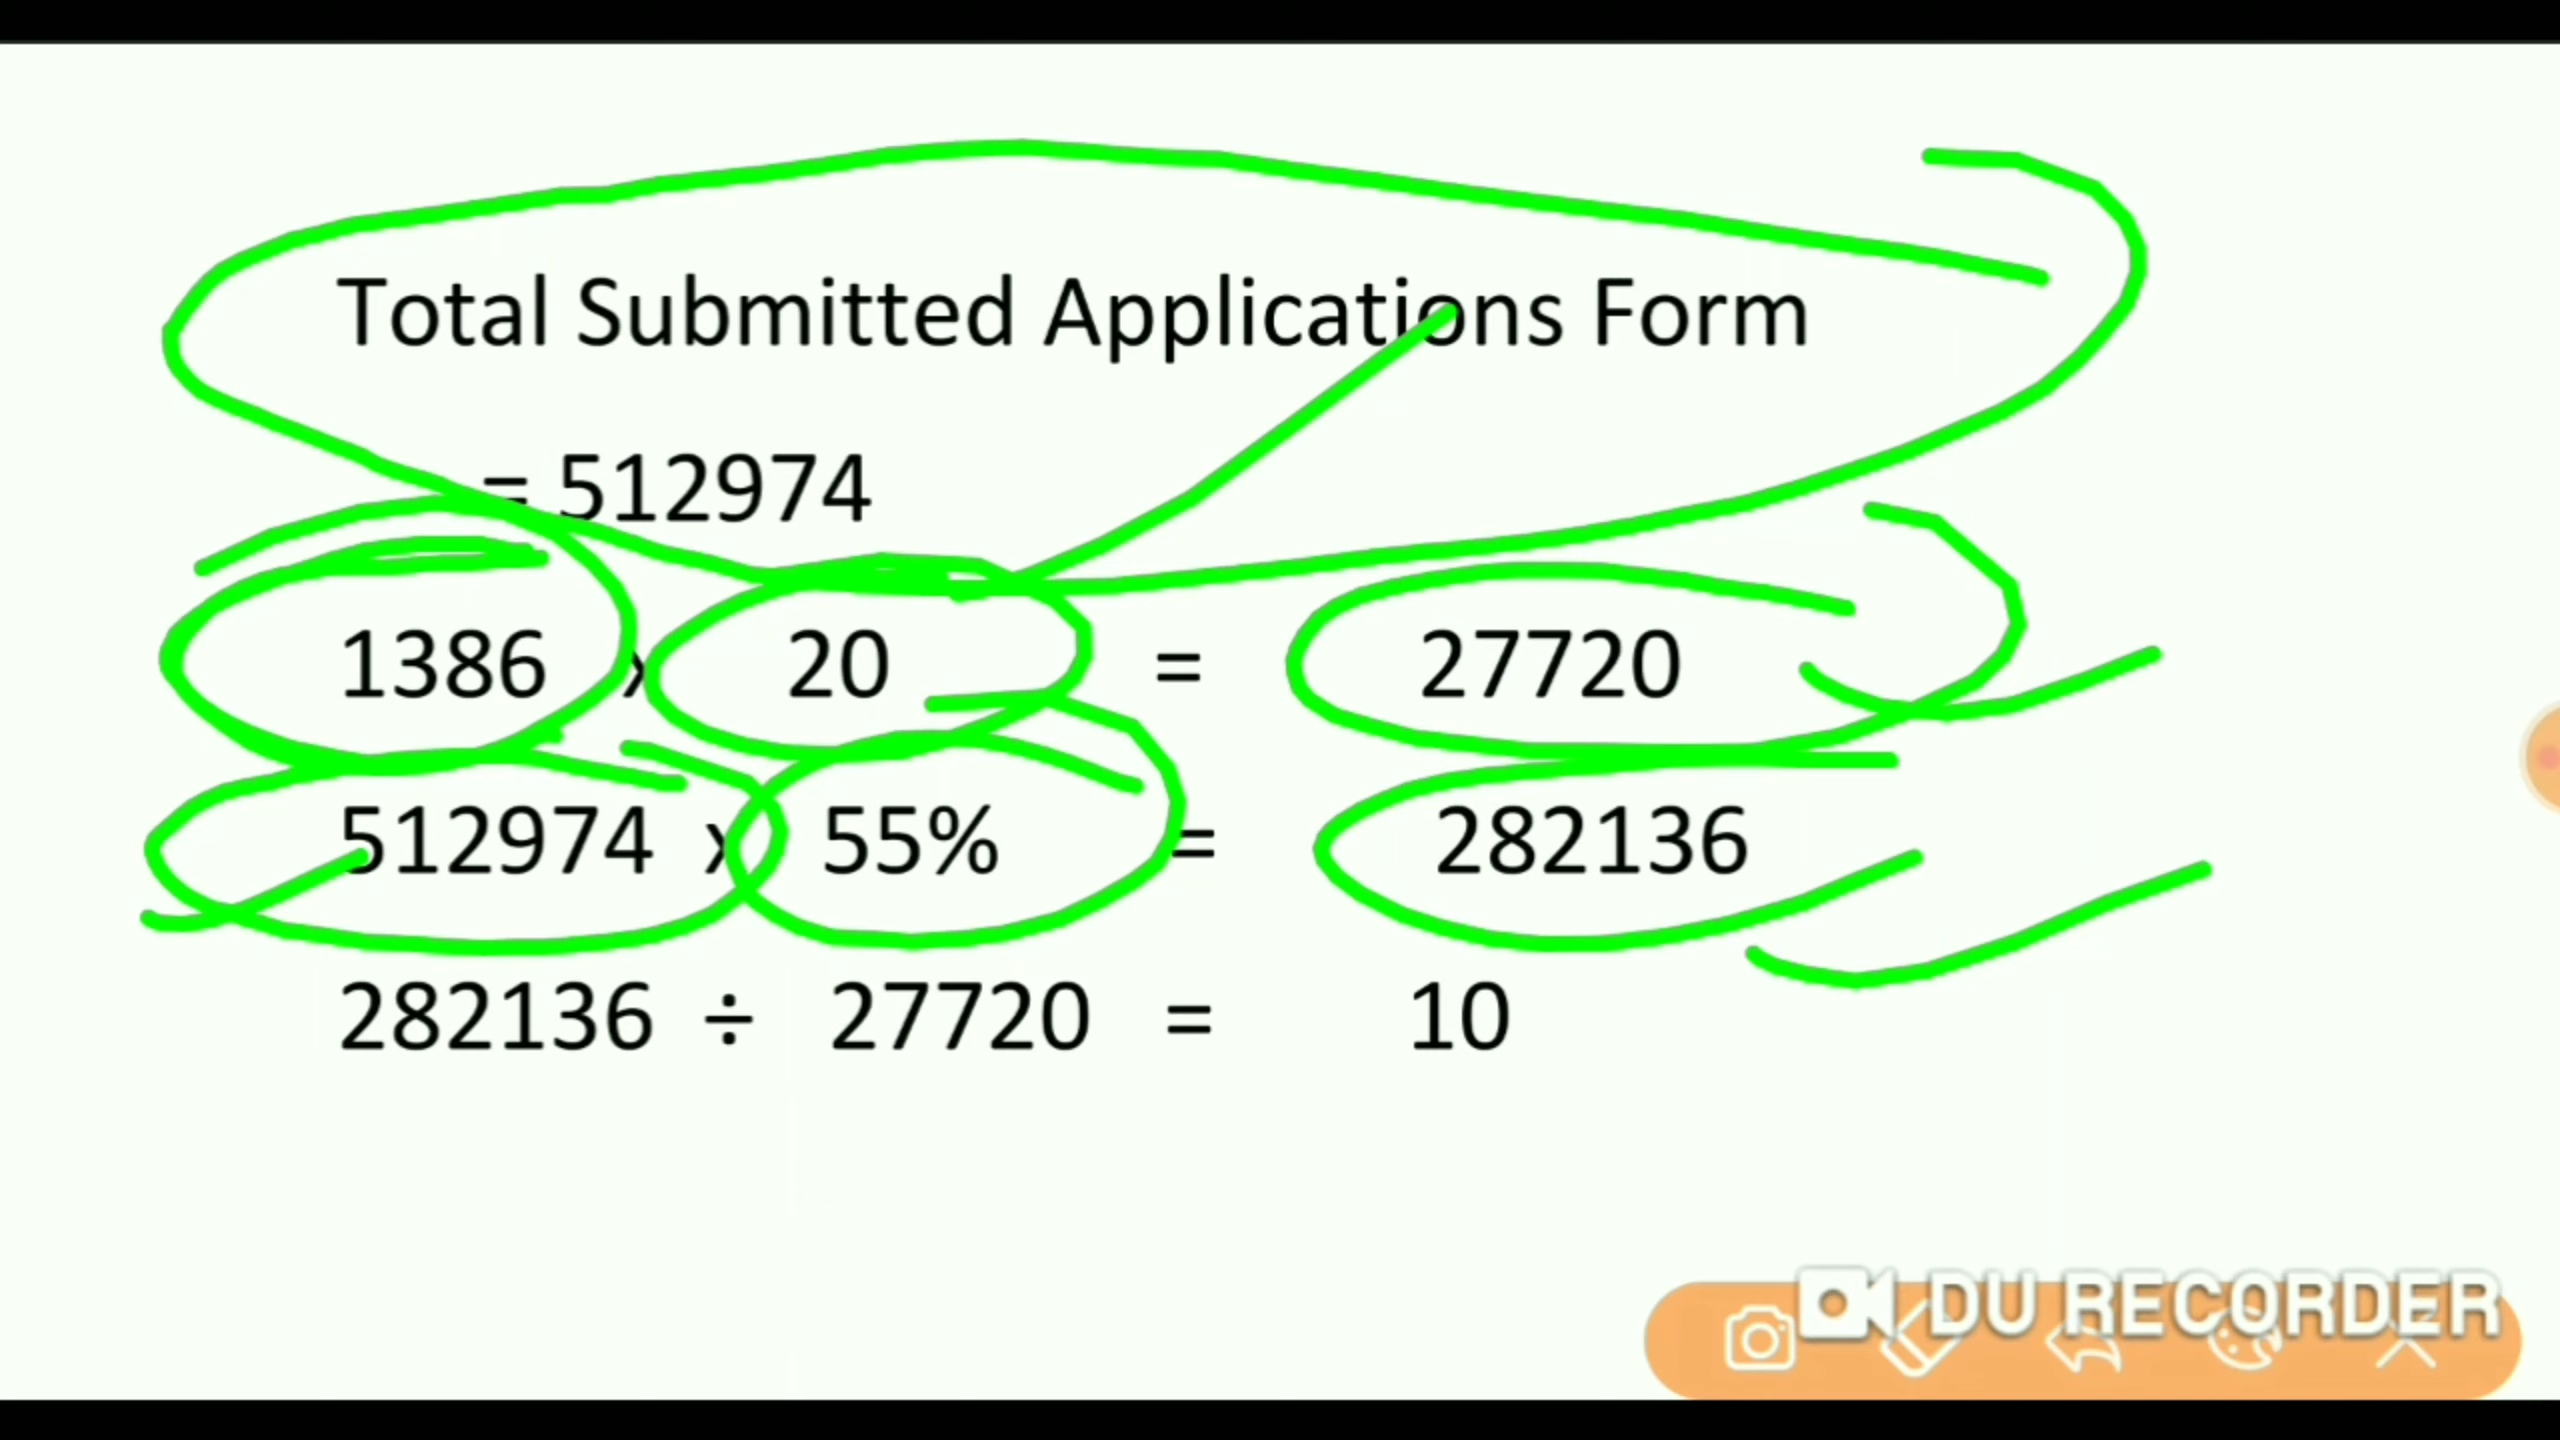 Total Submitted Applications Form
= 512974
1386 x 20 = 27720
512974 x 55% = 282136
282136 ÷ 27720 = 10
DU RECORDER